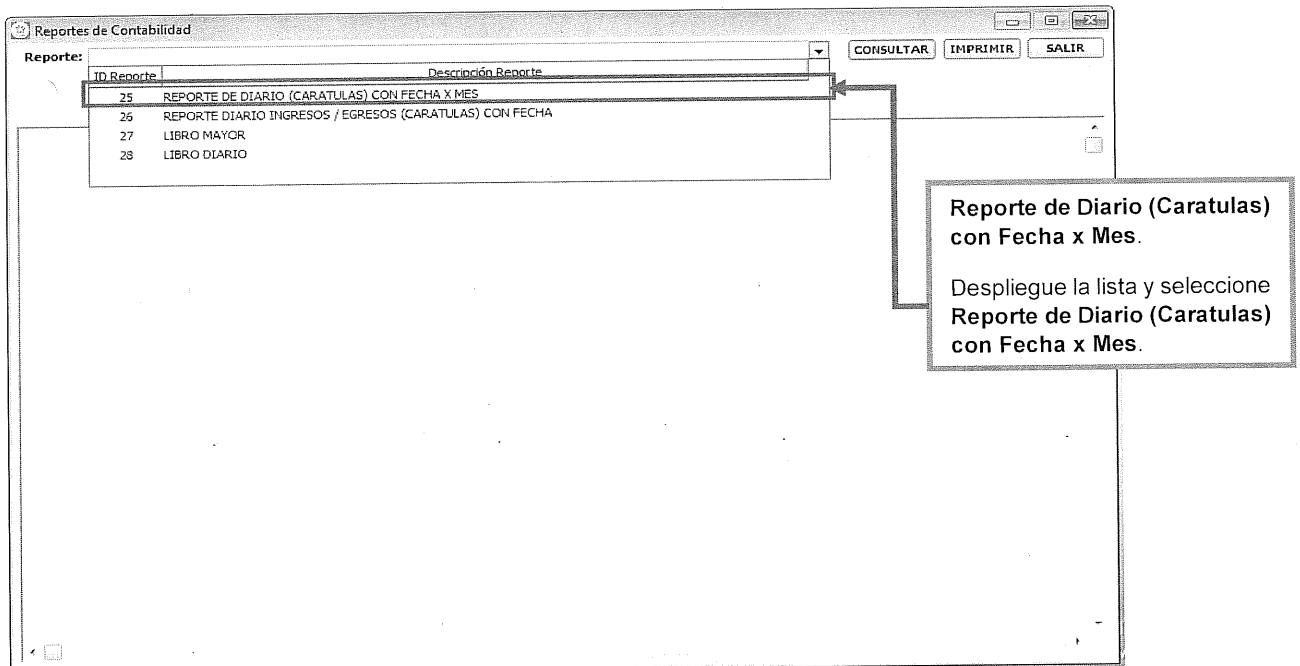 Reportes de Contabilidad
Reporte:
CONSULTAR IMPRIMIR SALIR
ID Reporte Descripción Reporte
25 REPORTE DE DIARIO (CARATULAS) CON FECHA X MES
26 REPORTE DIARIO INGRESOS / EGRESOS (CARATULAS) CON FECHA
27 LIBRO MAYOR
28 LIBRO DIARIO
Reporte de Diario (Caratulas)
con Fecha x Mes.
Despliegue la lista y seleccione
Reporte de Diario (Caratulas)
con Fecha x Mes.